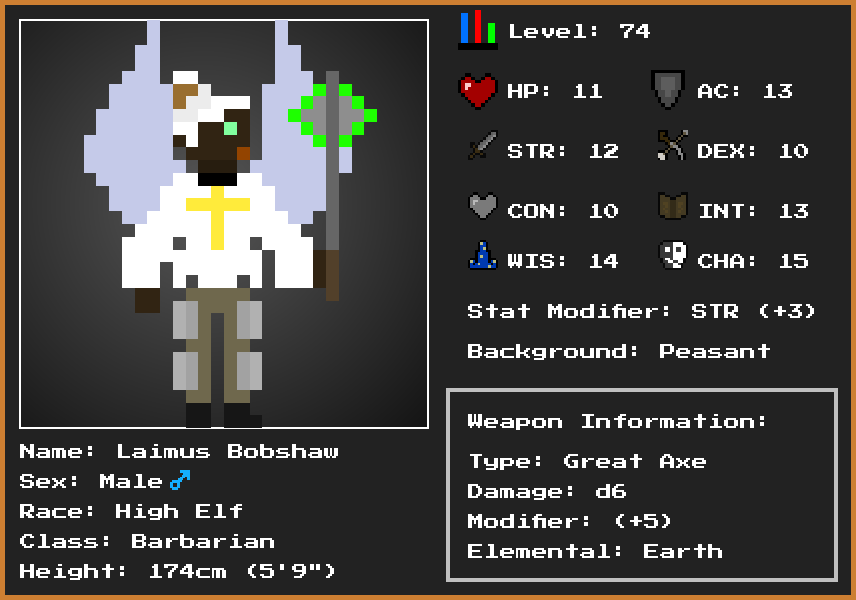 Level: 74
HP: 11
AC: 13
STR: 12
DEX: 10
CON: 10
INT: 13
WIS: 14
CHA: 15
Stat Modifier: STR (+3)
Background: Peasant
Weapon Information:
Type: Great Axe
Damage: d6
Modifier: (+5)
Elemental: Earth
Name: Laimus Bobshaw
Sex: Male♂
Race: High Elf
Class: Barbarian
Height: 174cm (5'9")